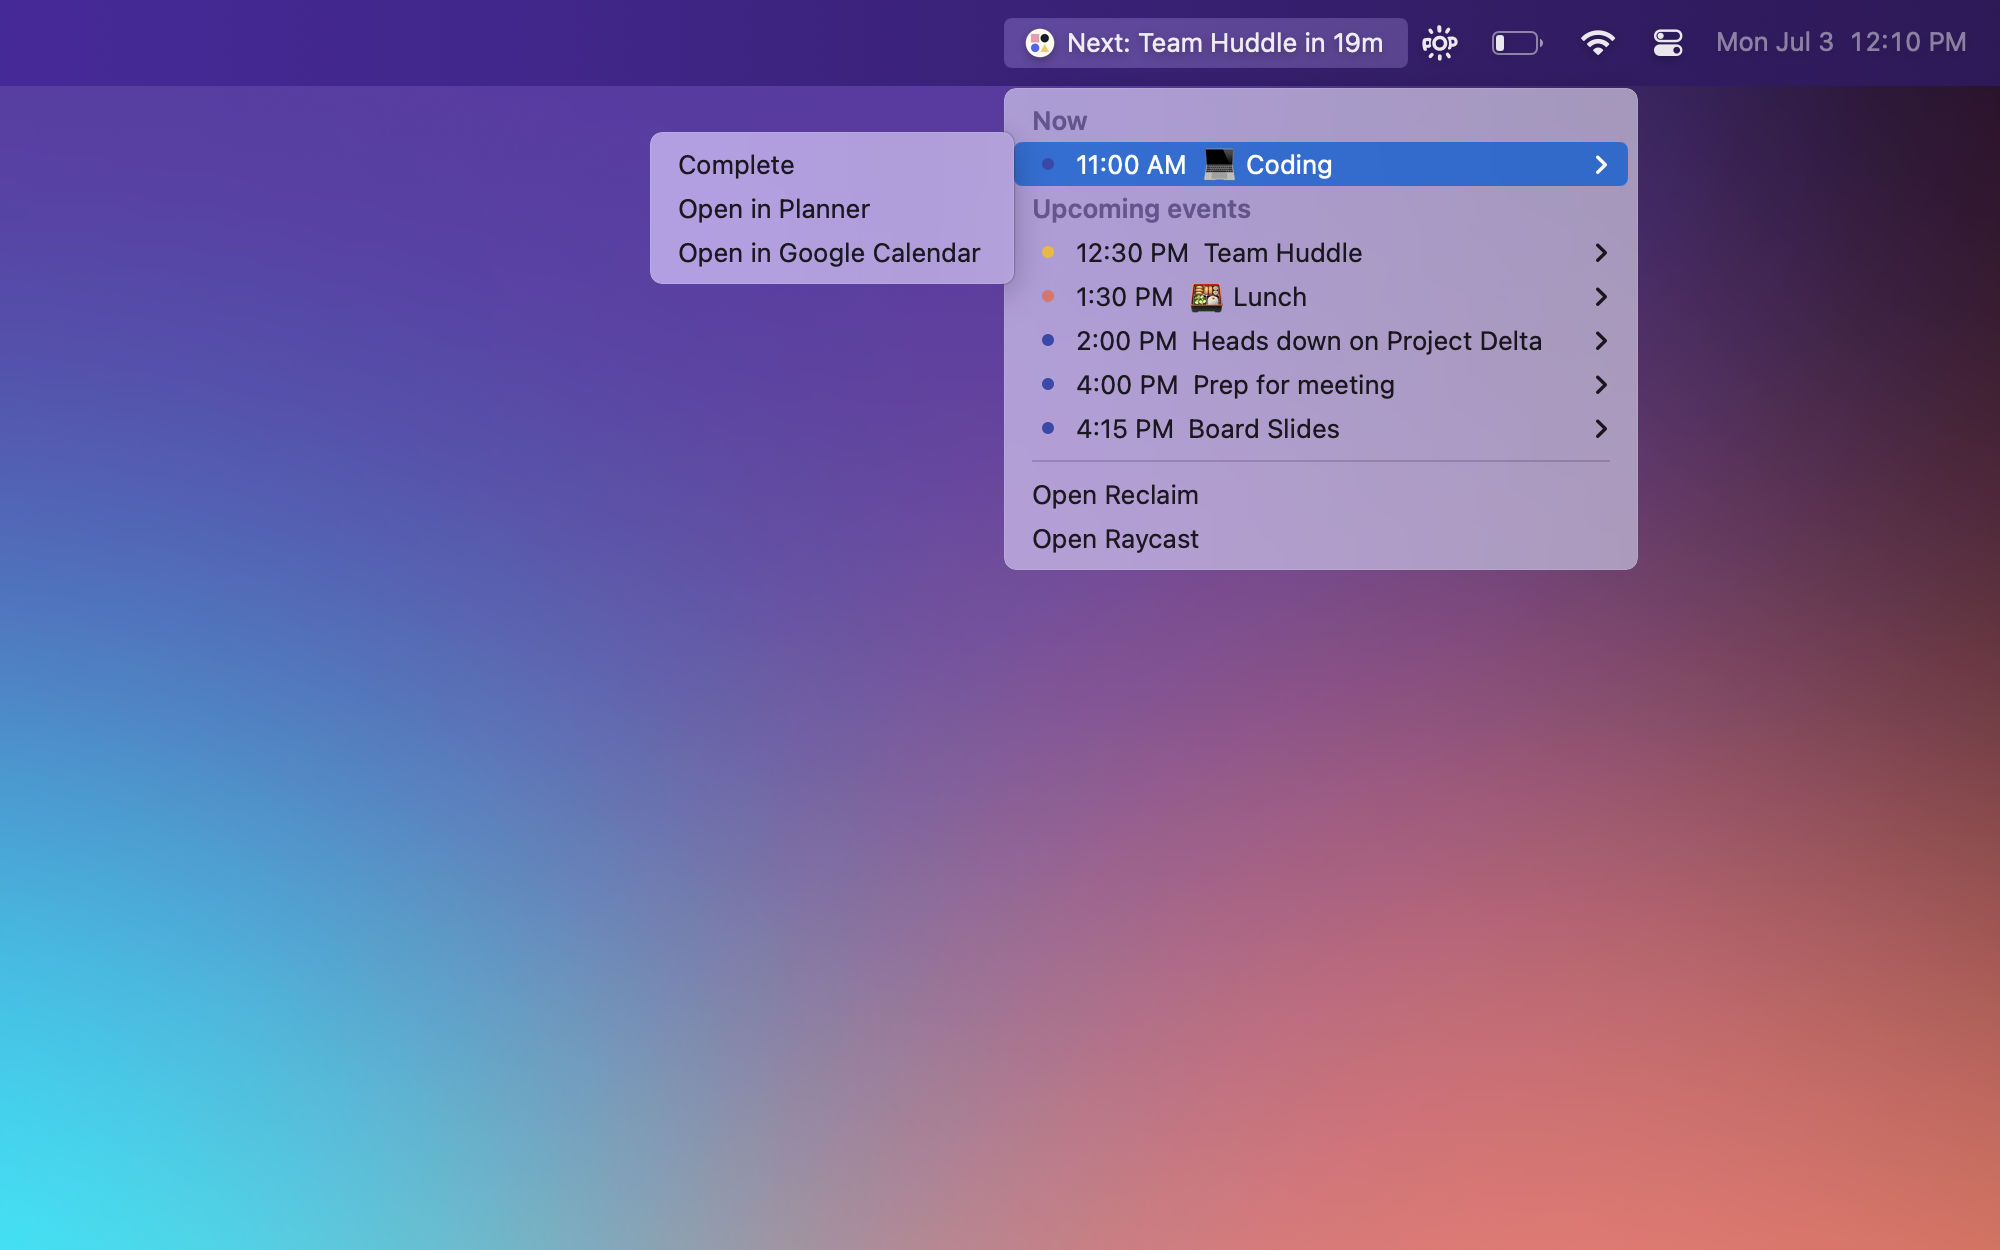 Next: Team Huddle in 19m
POP
Mon Jul 3 12:10 PM
Now
11:00 AM 💻 Coding
Complete
Open in Planner
Open in Google Calendar
Upcoming events
12:30 PM Team Huddle
1:30 PM 🍱 Lunch
2:00 PM Heads down on Project Delta
4:00 PM Prep for meeting
4:15 PM Board Slides
Open Reclaim
Open Raycast